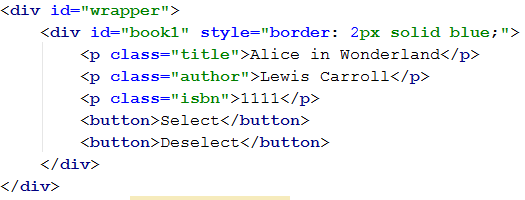 <div id="wrapper">
    <div id="book1" style="border: 2px solid blue;">
        <p class="title">Alice in Wonderland</p>
        <p class="author">Lewis Carroll</p>
        <p class="isbn">1111</p>
        <button>Select</button>
        <button>Deselect</button>
    </div>
</div>